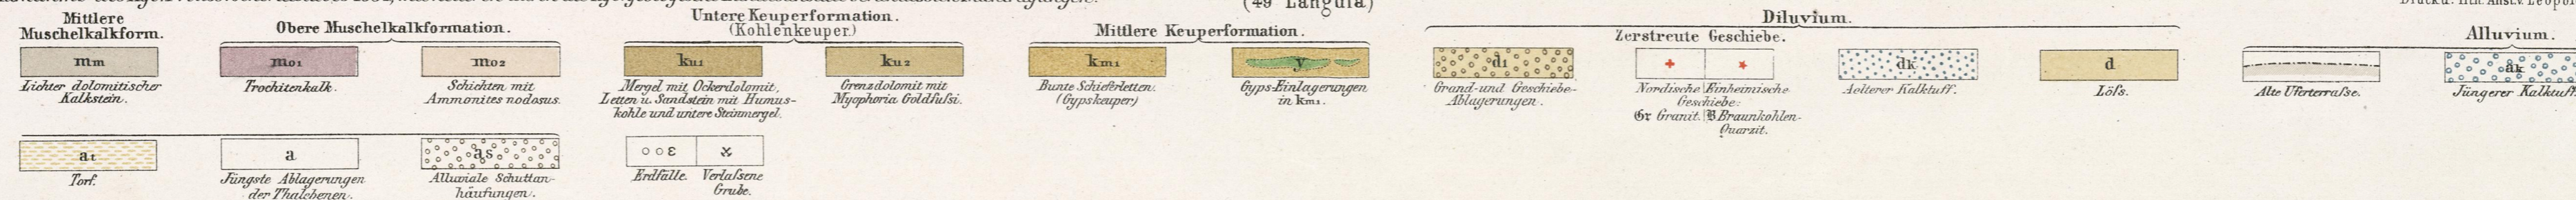 (49 Langula)
Mittlere
Muschelkalkform.
mm
Lichter dolomitischer
Kalkstein.
Obere Muschelkalkformation.
mo1
Trochitenkalk.
mo2
Schichten mit
Ammonites nodosus.
Untere Keuperformation.
(Kohlenkeuper.)
ku1
Mergel mit Ockerdolomit,
Letten u. Sandstein mit Humus-
kohle und untere Steinmergel.
ku2
Grenzdolomit mit
Myophoria Goldfuſsi.
Mittlere Keuperformation.
km1
Bunte Schieferletten.
(Gypskeuper)
y
Gyps-Einlagerungen
in km1.
Diluvium.
d1
Grand-und Geschiebe-
Ablagerungen.
Zerstreute Geschiebe.
Nordische Einheimische
Geschiebe:
Gr Granit. B Braunkohlen-
Quarzit.
dk
Aelterer Kalktuff.
d
Löſs.
Alluvium.
Alte Uferterraſse.
ak
Jüngerer Kalktuff
at
Torf.
a
Jüngste Ablagerungen
der Thalebenen.
as
Alluviale Schuttan-
häufungen.
ε
Erdfälle. Verlaſsene
Grube.